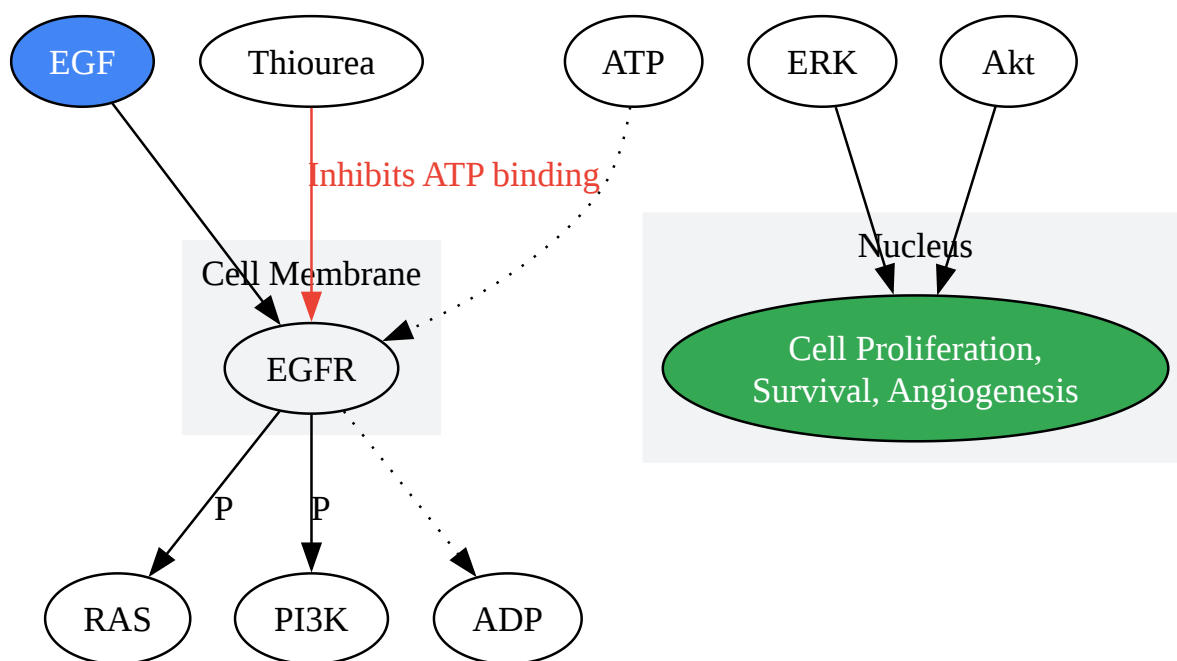 EGF
Thiourea
ATP
ERK
Akt
Inhibits ATP binding
Nucleus
Cell Membrane
Cell Proliferation,
Survival, Angiogenesis
EGFR
P
P
RAS
PI3K
ADP